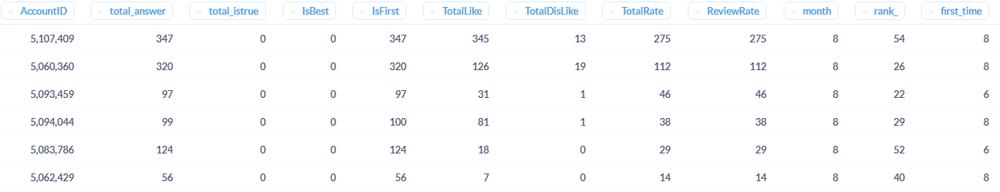 AccountID total_answer total_istrue IsBest IsFirst TotalLike TotalDisLike TotalRate ReviewRate month rank_ first_time
5,107,409 347 0 0 347 345 13 275 275 8 54 8
5,060,360 320 0 0 320 126 19 112 112 8 26 8
5,093,459 97 0 0 97 31 1 46 46 8 22 6
5,094,044 99 0 0 100 81 1 38 38 8 29 8
5,083,786 124 0 0 124 18 0 29 29 8 52 6
5,062,429 56 0 0 56 7 0 14 14 8 40 8